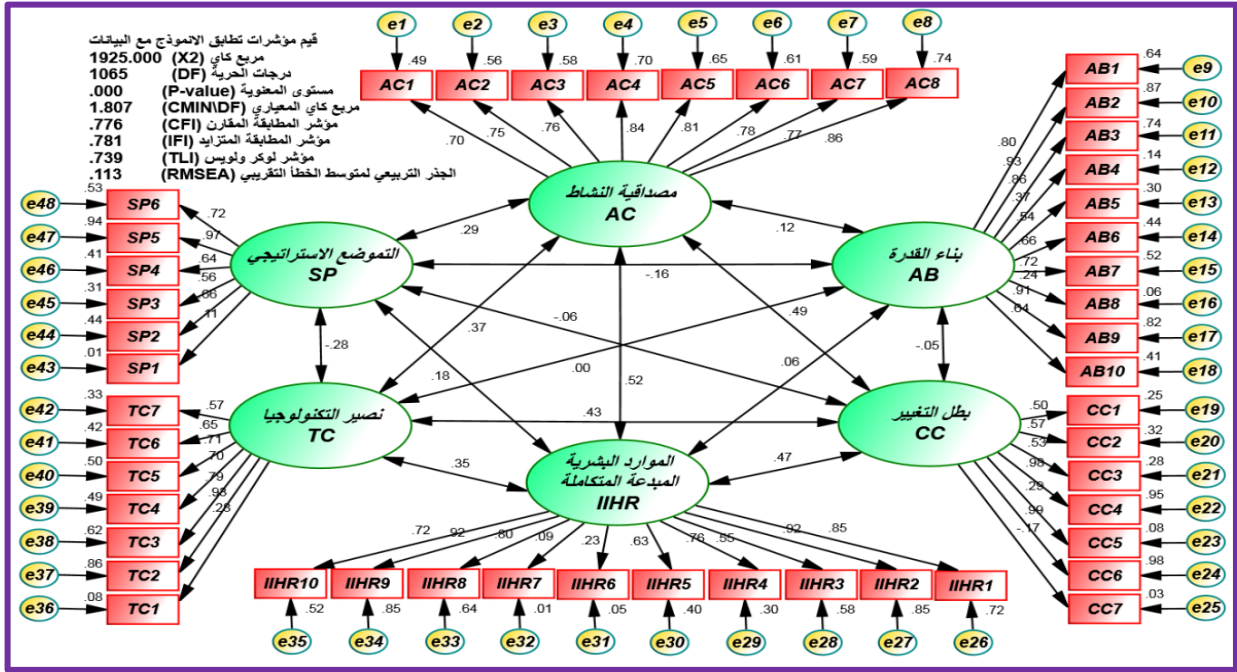 قيم مؤشرات تطابق الانموذج مع البيانات
مربع كاي (X2) 1925.000
درجات الحرية (DF) 1065
مستوى المعنوية (P-value) .000
مربع كاي المعياري (CMIN\DF) 1.807
مؤشر المطابقة المقارن (CFI) .776
مؤشر المطابقة المتزايد (IFI) .781
مؤشر لوكر ولويس (TLI) .739
الجذر التربيعي لمتوسط الخطأ التقريبي (RMSEA) .113
e1 e2 e3 e4 e5 e6 e7 e8
AC1 .49 AC2 .56 AC3 .58 AC4 .70 AC5 .65 AC6 .61 AC7 .59 AC8 .74
.70 .75 .76 .84 .81 .78 .77 .86
مصداقية النشاط
AC
AB1 .64 e9
AB2 .87 e10
AB3 .74 e11
AB4 .14 e12
AB5 .30 e13
AB6 .44 e14
AB7 .52 e15
AB8 .06 e16
AB9 .82 e17
AB10 .41 e18
.80
.93
.86
.37
.54
.66
.72
.24
.91
.64
بناء القدرة
AB
e48 .53 SP6
e47 .94 SP5
e46 .41 SP4
e45 .31 SP3
e44 .44 SP2
e43 .01 SP1
.72
.97
.64
.56
.66
.11
التموضع الاستراتيجي
SP
.29
.12
-.16
.37
-.06
.49
-.28
.18
.00
.52
.06
-.05
.43
.35
.47
e42 .33 TC7
e41 .42 TC6
e40 .50 TC5
e39 .49 TC4
e38 .62 TC3
e37 .86 TC2
e36 .08 TC1
.57
.65
.71
.70
.79
.93
.28
نصير التكنولوجيا
TC
بطل التغيير
CC
.50
.57
.53
.98
.29
.99
-.17
CC1 .25 e19
CC2 .32 e20
CC3 .28 e21
CC4 .95 e22
CC5 .08 e23
CC6 .98 e24
CC7 .03 e25
الموارد البشرية
المبدعة المتكاملة
IIHR
.72 .92 .80 .09 .23 .63 .76 .55 .92 .85
IIHR10 IIHR9 IIHR8 IIHR7 IIHR6 IIHR5 IIHR4 IIHR3 IIHR2 IIHR1
.52 .85 .64 .01 .05 .40 .30 .58 .85 .72
e35 e34 e33 e32 e31 e30 e29 e28 e27 e26